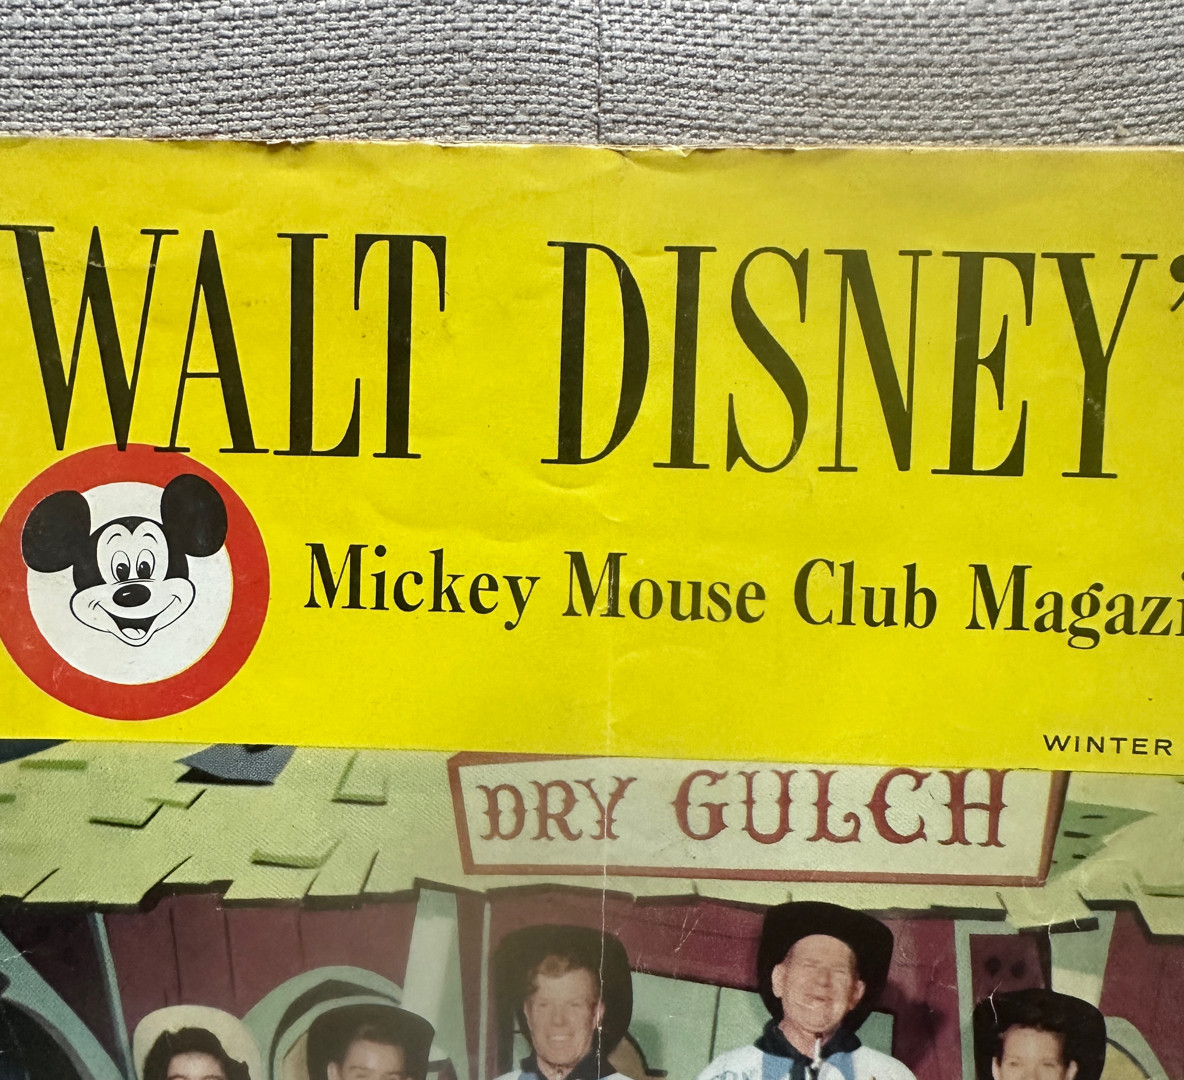 WALT DISNEY'
Mickey Mouse Club Magazi
WINTER
DRY GULCH